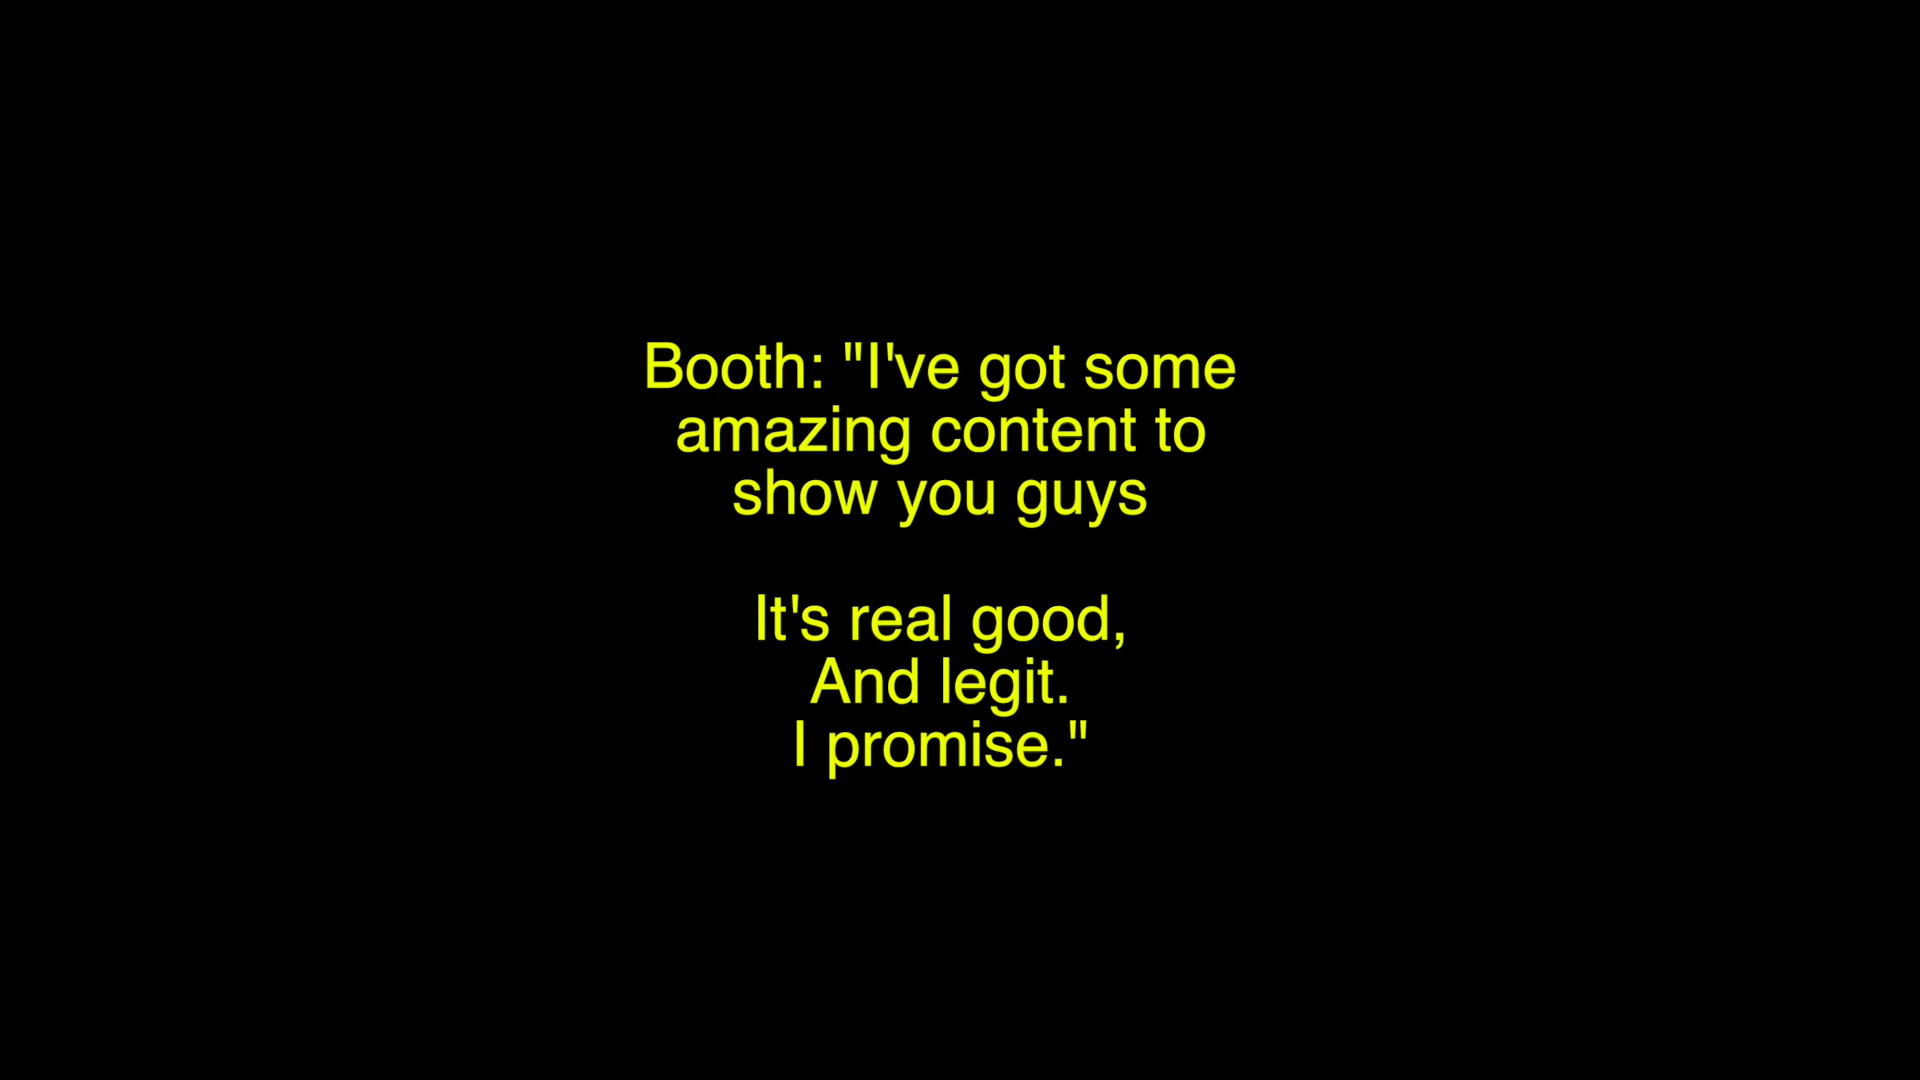 Booth: "I've got some
amazing content to
show you guys
It's real good,
And legit.
I promise."